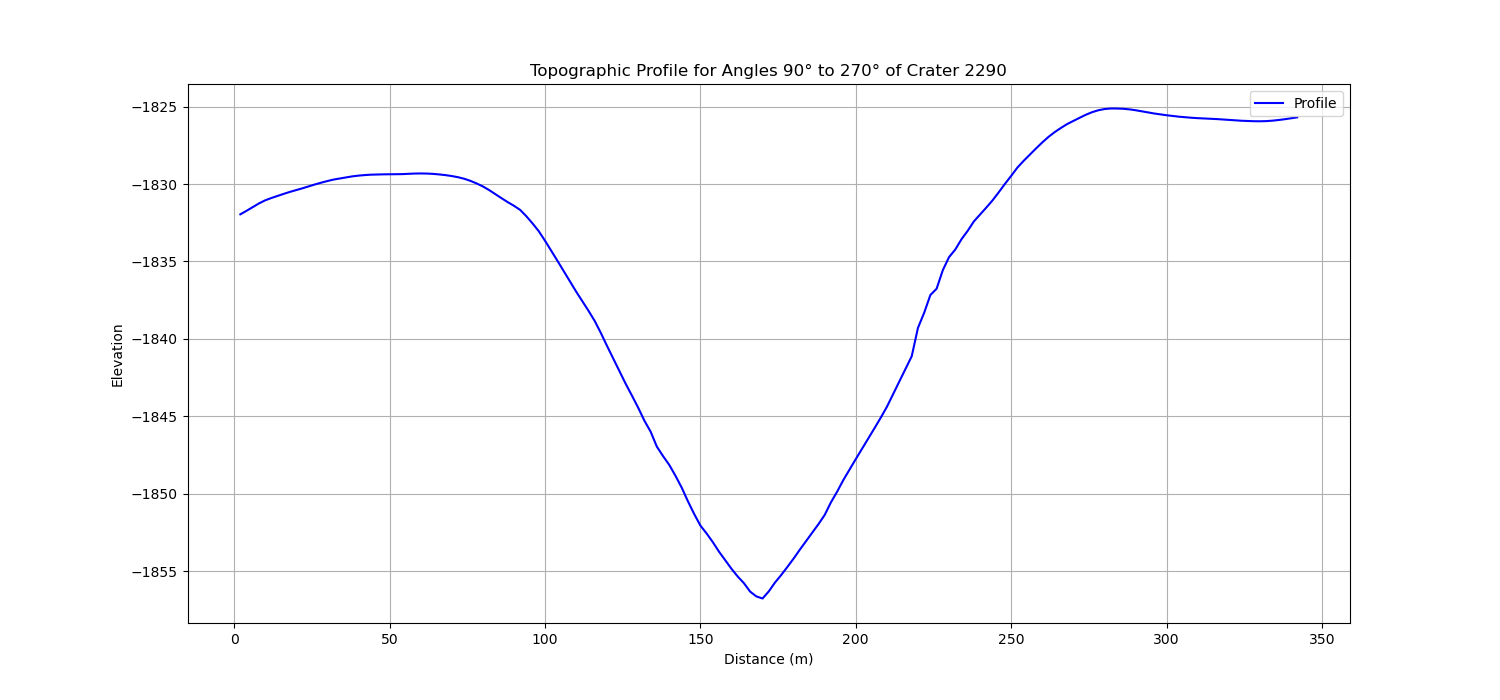 Topographic Profile for Angles 90° to 270° of Crater 2290
Profile
Elevation
−1825
−1830
−1835
−1840
−1845
−1850
−1855
0 50 100 150 200 250 300 350
Distance (m)